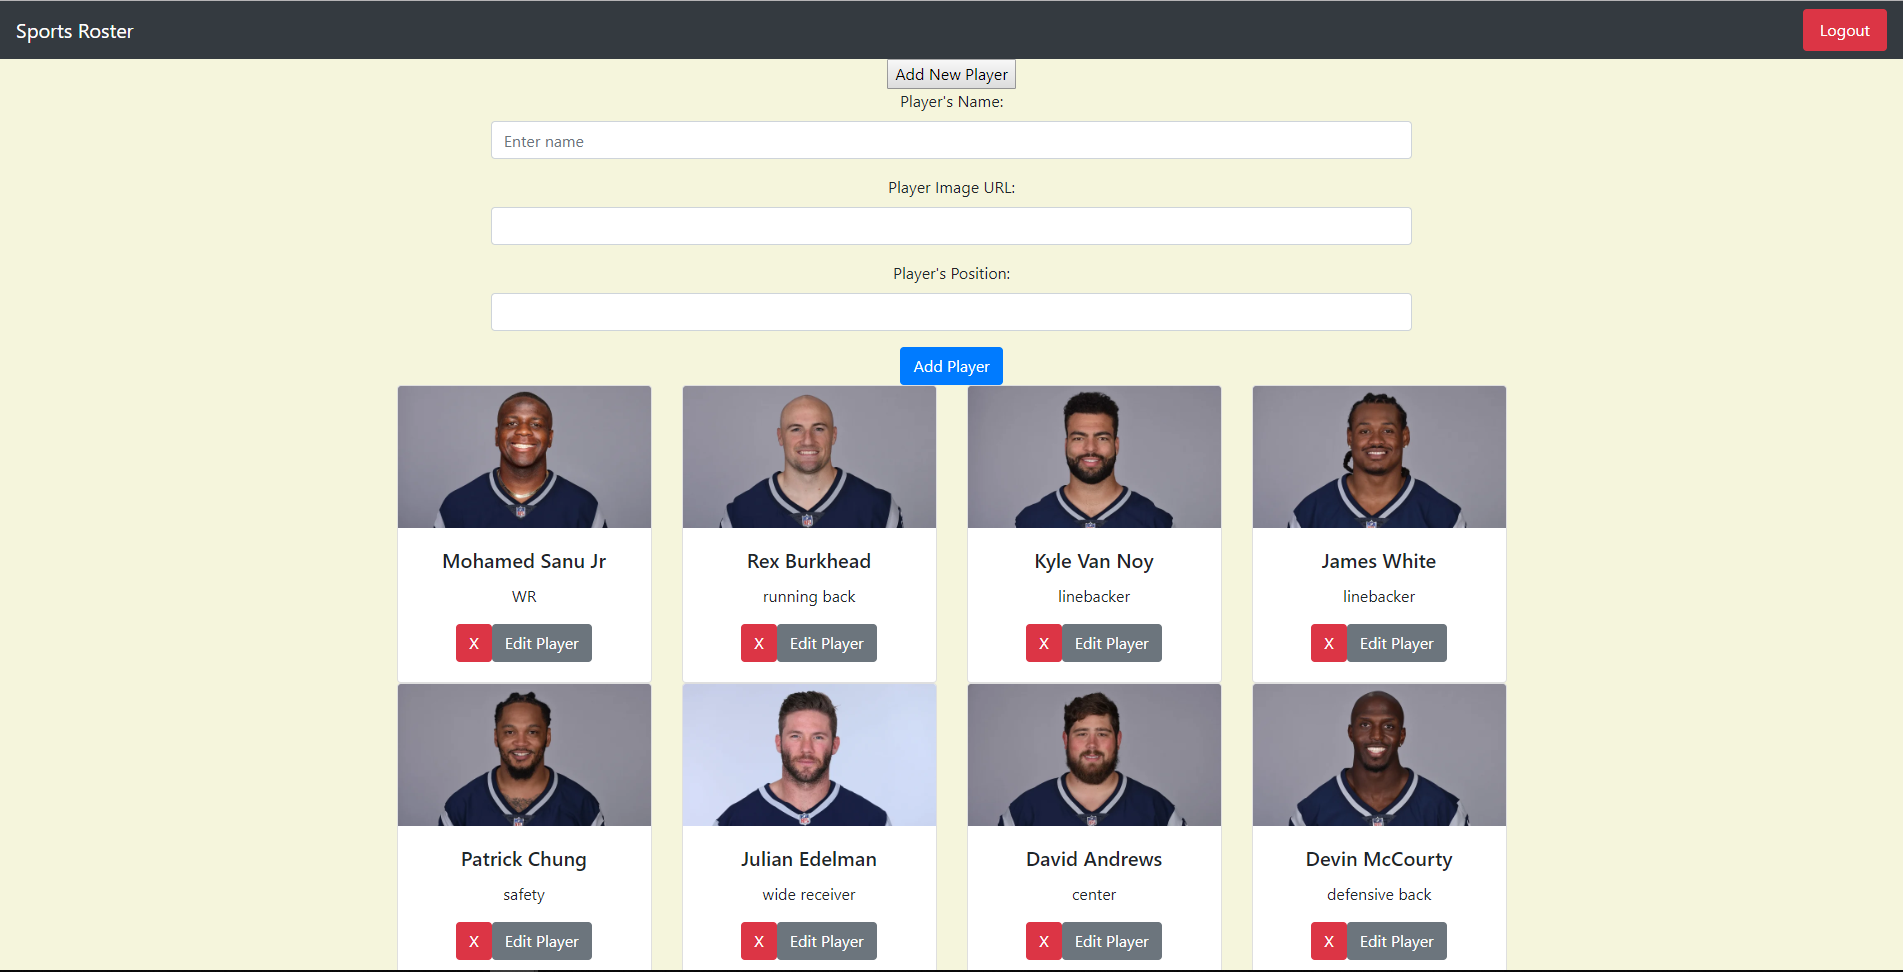 Sports Roster
Logout
Add New Player
Player's Name:
Enter name
Player Image URL:
Player's Position:
Add Player
Mohamed Sanu Jr
WR
X Edit Player
Rex Burkhead
running back
X Edit Player
Kyle Van Noy
linebacker
X Edit Player
James White
linebacker
X Edit Player
Patrick Chung
safety
X Edit Player
Julian Edelman
wide receiver
X Edit Player
David Andrews
center
X Edit Player
Devin McCourty
defensive back
X Edit Player